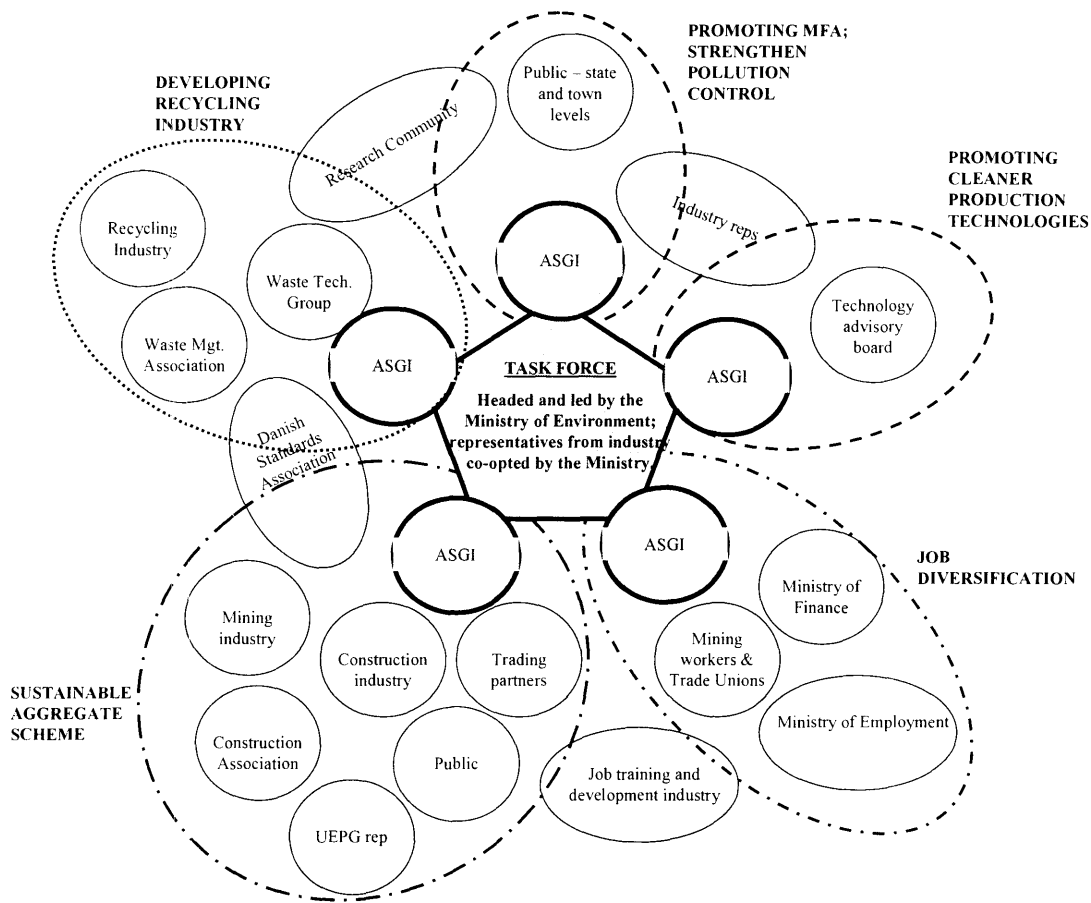 PROMOTING MFA;
STRENGTHEN
POLLUTION
CONTROL
Public – state
and town
levels
DEVELOPING
RECYCLING
INDUSTRY
Research Community
PROMOTING
CLEANER
PRODUCTION
TECHNOLOGIES
Industry reps
Recycling
Industry
Waste Tech.
Group
ASGI
Technology
advisory
board
Waste Mgt.
Association
ASGI
ASGI
TASK FORCE
Headed and led by the
Ministry of Environment;
representatives from industry
co-opted by the Ministry.
Danish
Standards
Association
ASGI
ASGI
JOB
DIVERSIFICATION
Ministry of
Finance
Mining
industry
Construction
industry
Trading
partners
Mining
workers &
Trade Unions
SUSTAINABLE
AGGREGATE
SCHEME
Ministry of Employment
Construction
Association
Public
Job training and
development industry
UEPG rep